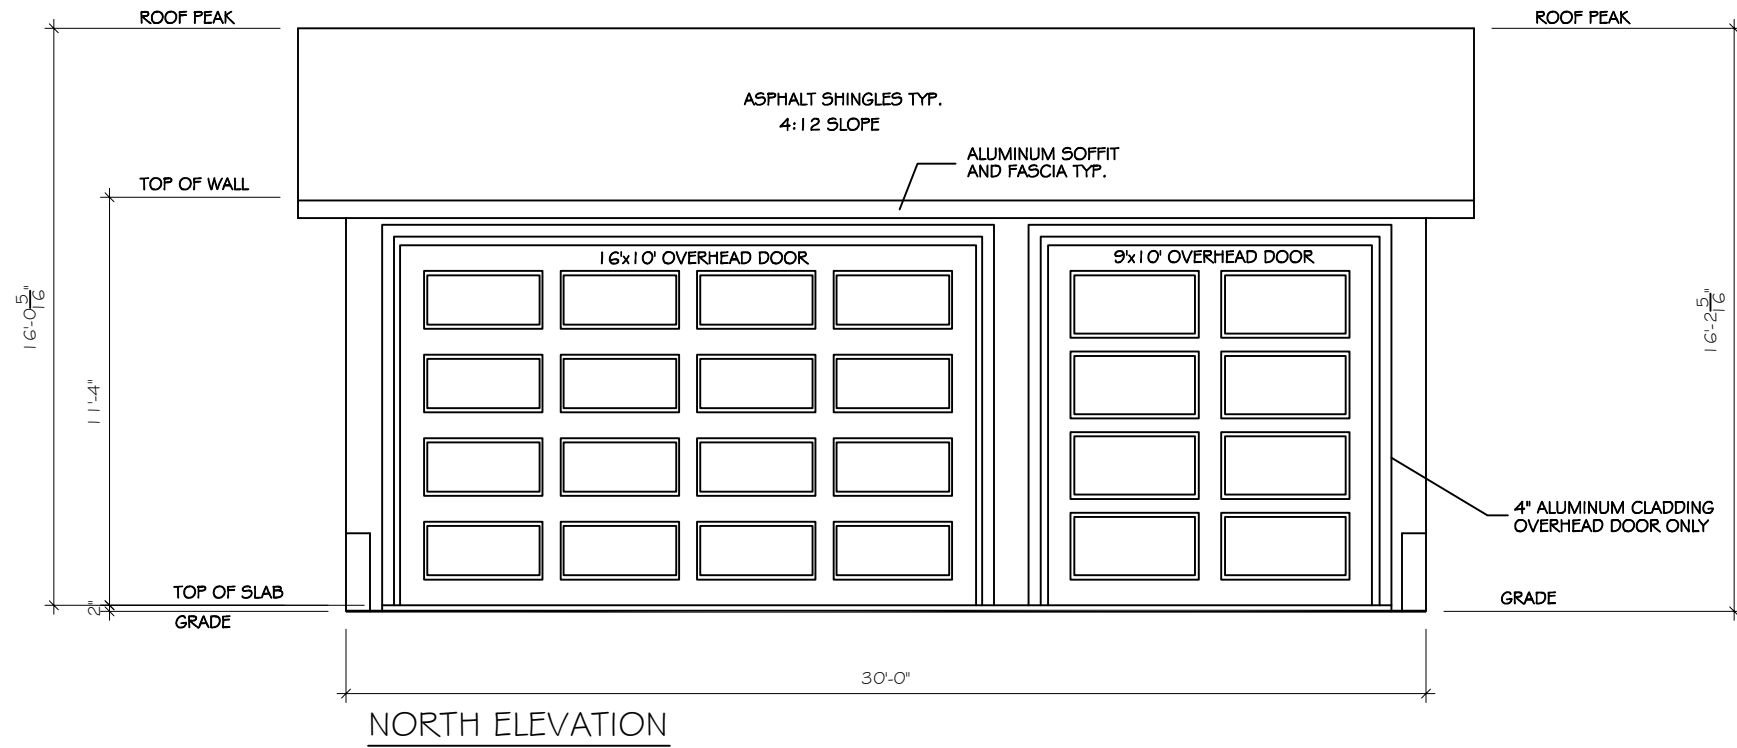 ROOF PEAK
ROOF PEAK
ASPHALT SHINGLES TYP.
4:12 SLOPE
ALUMINUM SOFFIT
AND FASCIA TYP.
TOP OF WALL
16'x10' OVERHEAD DOOR
9'x10' OVERHEAD DOOR
16'-0 5/16"
16'-2 5/16"
11'-4"
4" ALUMINUM CLADDING
OVERHEAD DOOR ONLY
TOP OF SLAB
2"
GRADE
GRADE
30'-0"
NORTH ELEVATION